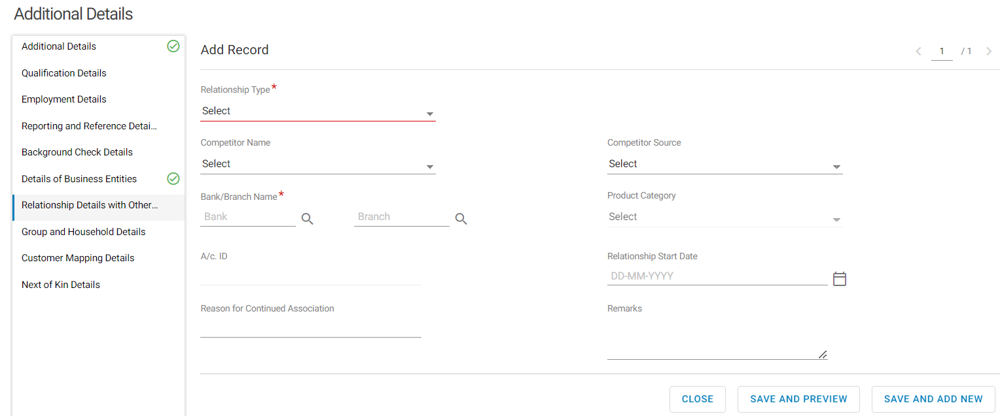 Additional Details
Additional Details
Qualification Details
Employment Details
Reporting and Reference Detai...
Background Check Details
Details of Business Entities
Relationship Details with Other...
Group and Household Details
Customer Mapping Details
Next of Kin Details
Add Record
1 / 1
Relationship Type*
Select
Competitor Name
Competitor Source
Select
Select
Bank/Branch Name*
Product Category
Bank
Branch
Select
A/c. ID
Relationship Start Date
DD-MM-YYYY
Reason for Continued Association
Remarks
CLOSE
SAVE AND PREVIEW
SAVE AND ADD NEW